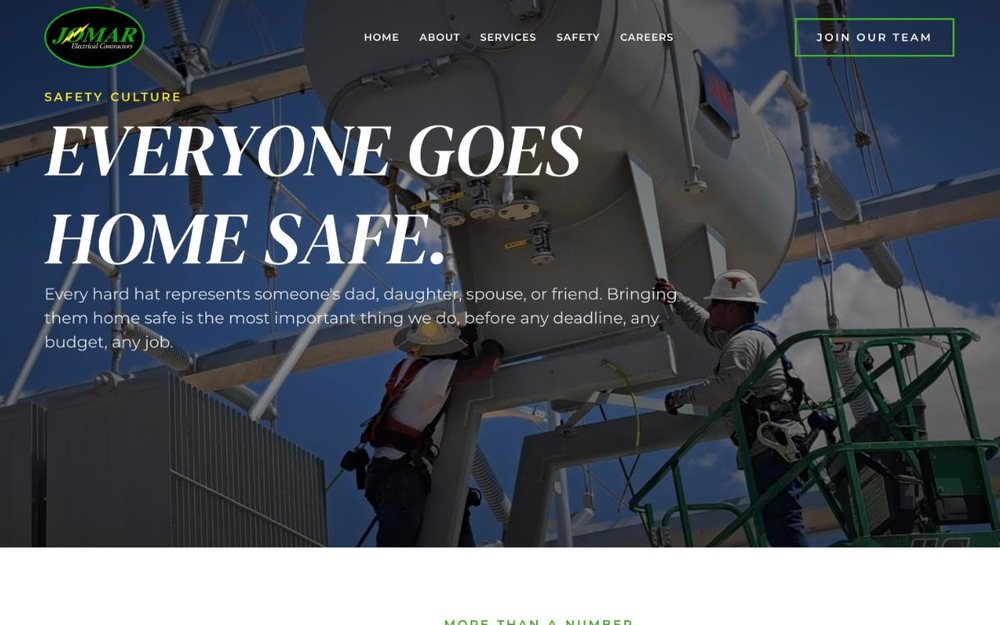 JOMAR
Electrical Contractors
HOME ABOUT SERVICES SAFETY CAREERS
JOIN OUR TEAM
SAFETY CULTURE
EVERYONE GOES
HOME SAFE.
Every hard hat represents someone's dad, daughter, spouse, or friend. Bringing
them home safe is the most important thing we do, before any deadline, any
budget, any job.
MORE THAN A NUMBER